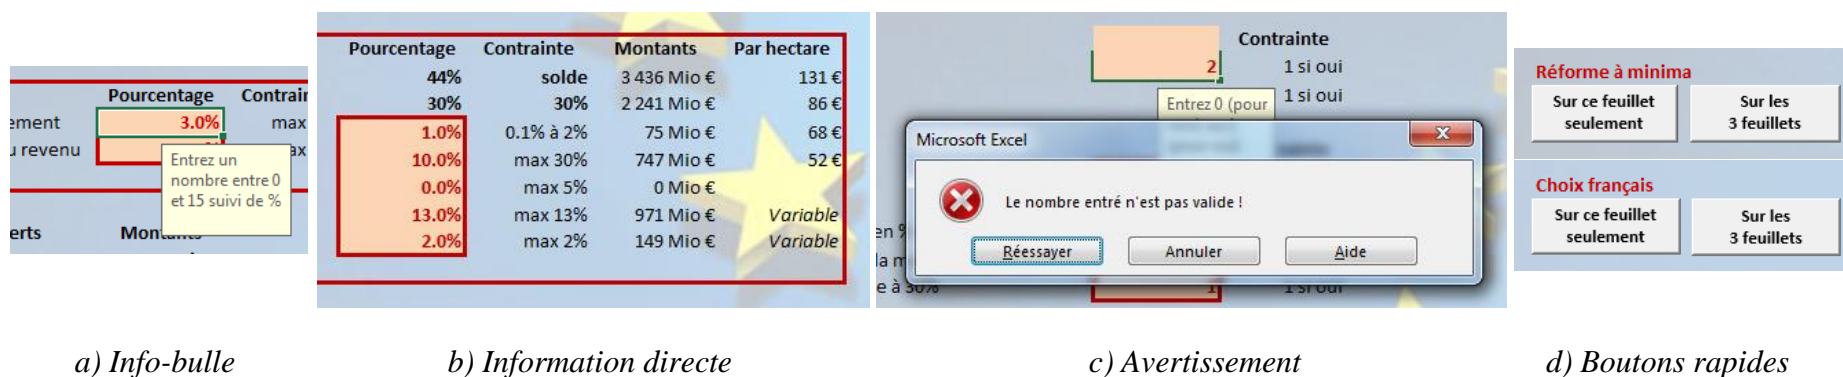 Pourcentage Contrain
ement 3.0% max
u revenu
Entrez un
nombre entre 0
et 15 suivi de %
erts
Pourcentage Contrainte Montants Par hectare
44% solde 3 436 Mio € 131 €
30% 30% 2 241 Mio € 86 €
1.0% 0.1% à 2% 75 Mio € 68 €
10.0% max 30% 747 Mio € 52 €
0.0% max 5% 0 Mio €
13.0% max 13% 971 Mio € Variable
2.0% max 2% 149 Mio € Variable
Contrainte
2 1 si oui
Entrez 0 (pour 1 si oui
Microsoft Excel
Le nombre entré n'est pas valide !
Réessayer Annuler Aide
1 1 si oui
Réforme à minima
Sur ce feuillet
seulement
Sur les
3 feuillets
Choix français
Sur ce feuillet
seulement
Sur les
3 feuillets
a) Info-bulle b) Information directe c) Avertissement d) Boutons rapides